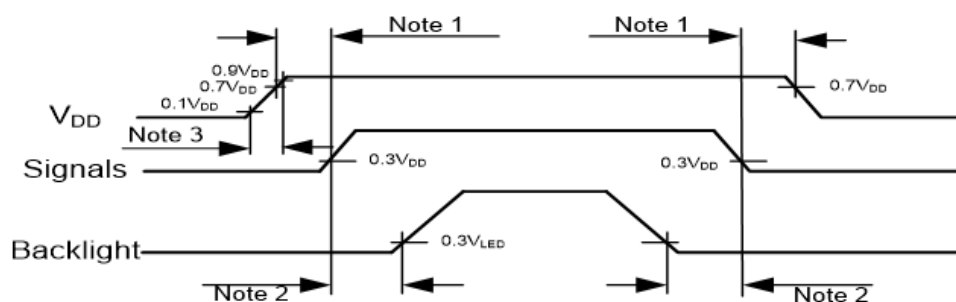 Note 1
Note 1
0.9VDD
0.7VDD
0.7VDD
0.1VDD
VDD
Note 3
0.3VDD
0.3VDD
Signals
0.3VLED
Backlight
Note 2
Note 2